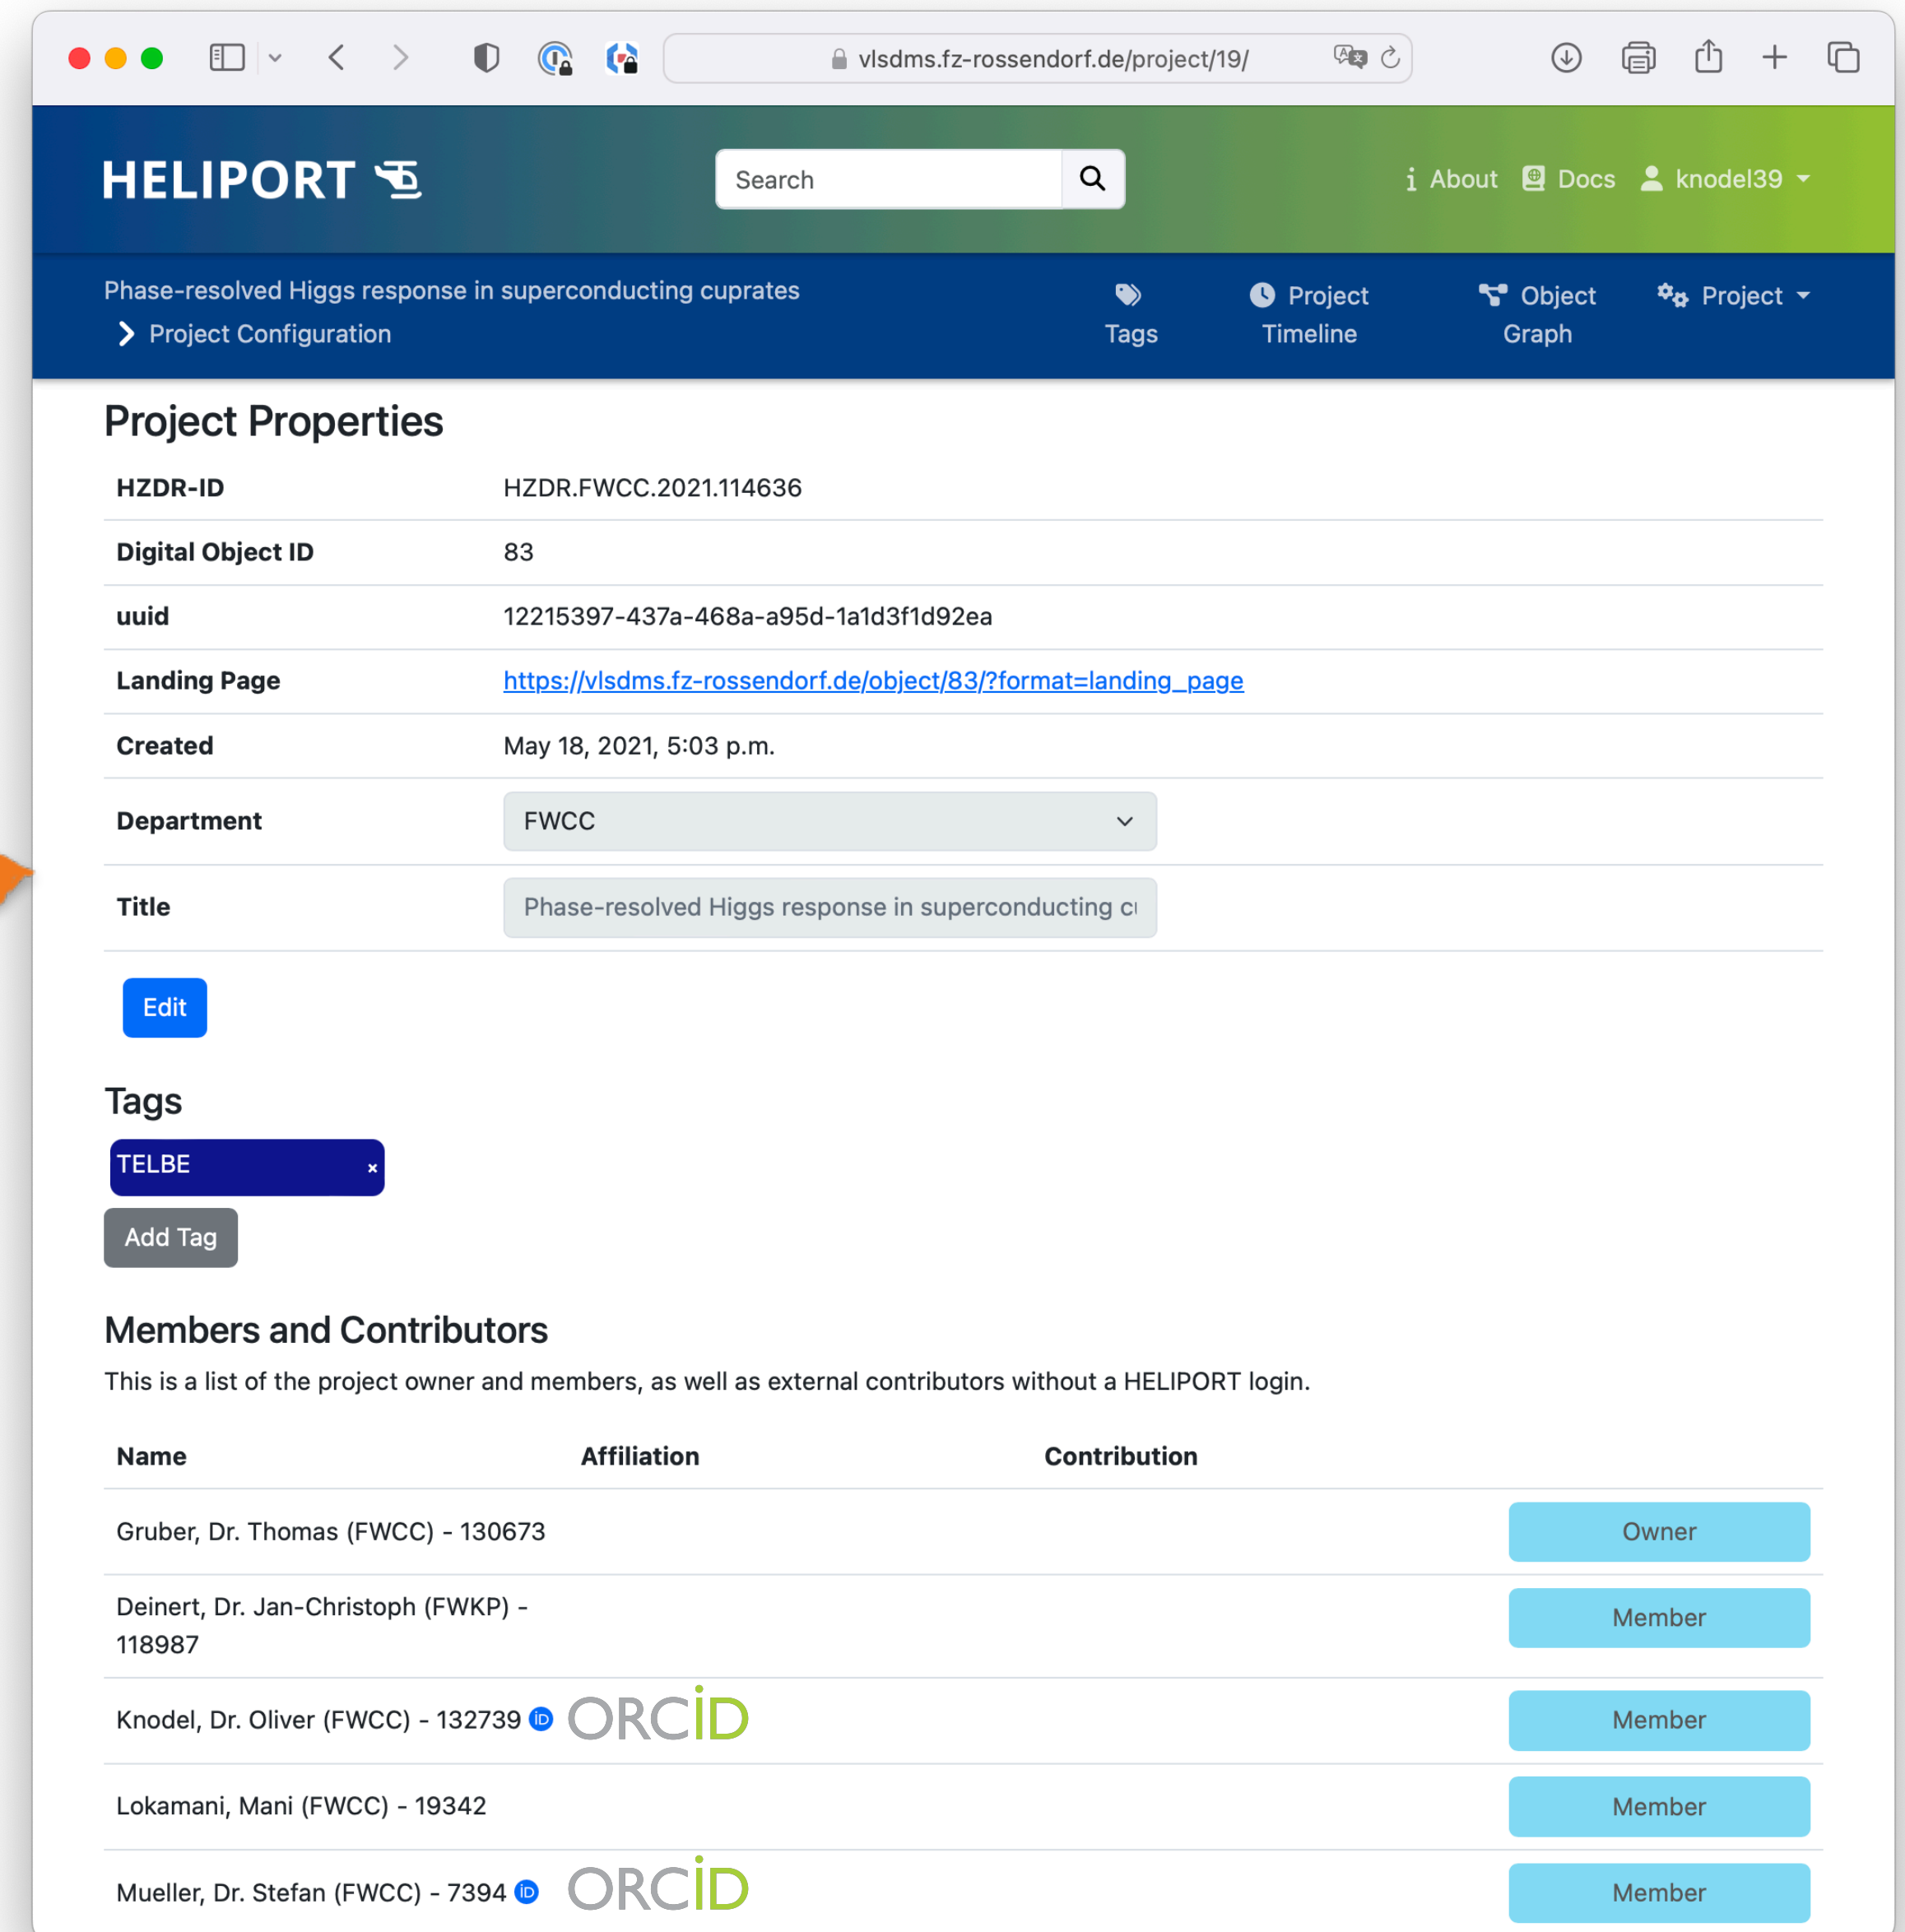 vlsdms.fz-rossendorf.de/project/19/
HELIPORT
Search
About
Docs
knodel39
Phase-resolved Higgs response in superconducting cuprates
Project Configuration
Tags
Project
Timeline
Object
Graph
Project
Project Properties
HZDR-ID HZDR.FWCC.2021.114636
Digital Object ID 83
uuid 12215397-437a-468a-a95d-1a1d3f1d92ea
Landing Page https://vlsdms.fz-rossendorf.de/object/83/?format=landing_page
Created May 18, 2021, 5:03 p.m.
Department FWCC
Title Phase-resolved Higgs response in superconducting
Edit
Tags
TELBE ×
Add Tag
Members and Contributors
This is a list of the project owner and members, as well as external contributors without a HELIPORT login.
Name Affiliation Contribution
Gruber, Dr. Thomas (FWCC) - 130673 Owner
Deinert, Dr. Jan-Christoph (FWKP) -
118987 Member
Knodel, Dr. Oliver (FWCC) - 132739 iD ORCiD Member
Lokamani, Mani (FWCC) - 19342 Member
Mueller, Dr. Stefan (FWCC) - 7394 iD ORCiD Member